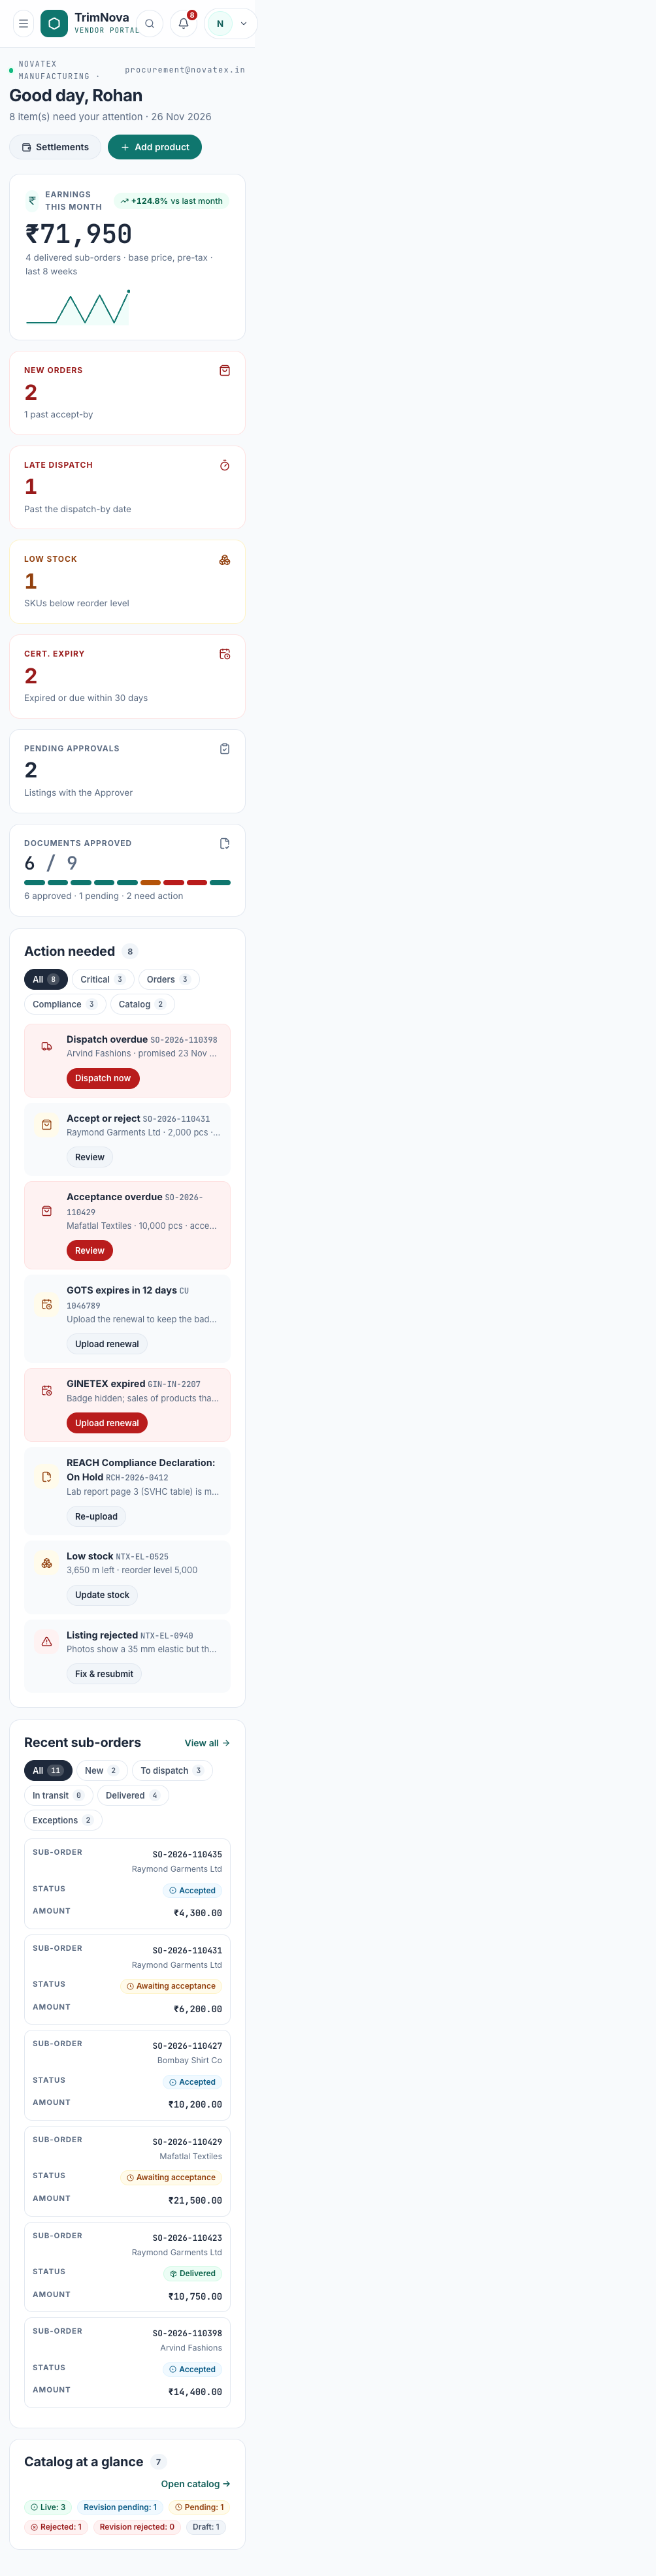 TrimNova
VENDOR PORTAL
8
N
NOVATEX
MANUFACTURING ·
procurement@novatex.in
Good day, Rohan
8 item(s) need your attention · 26 Nov 2026
Settlements
+ Add product
₹
EARNINGS
THIS MONTH
+124.8% vs last month
₹71,950
4 delivered sub-orders · base price, pre-tax ·
last 8 weeks
NEW ORDERS
2
1 past accept-by
LATE DISPATCH
1
Past the dispatch-by date
LOW STOCK
1
SKUs below reorder level
CERT. EXPIRY
2
Expired or due within 30 days
PENDING APPROVALS
2
Listings with the Approver
DOCUMENTS APPROVED
6 / 9
6 approved · 1 pending · 2 need action
Action needed 8
All 8 Critical 3 Orders 3
Compliance 3 Catalog 2
Dispatch overdue SO-2026-110398
Arvind Fashions · promised 23 Nov ...
Dispatch now
Accept or reject SO-2026-110431
Raymond Garments Ltd · 2,000 pcs ·...
Review
Acceptance overdue SO-2026-
110429
Mafatlal Textiles · 10,000 pcs · acce...
Review
GOTS expires in 12 days CU
1046789
Upload the renewal to keep the bad...
Upload renewal
GINETEX expired GIN-IN-2207
Badge hidden; sales of products tha...
Upload renewal
REACH Compliance Declaration:
On Hold RCH-2026-0412
Lab report page 3 (SVHC table) is m...
Re-upload
Low stock NTX-EL-0525
3,650 m left · reorder level 5,000
Update stock
Listing rejected NTX-EL-0940
Photos show a 35 mm elastic but th...
Fix & resubmit
Recent sub-orders
View all →
All 11 New 2 To dispatch 3
In transit 0 Delivered 4
Exceptions 2
SUB-ORDER SO-2026-110435
Raymond Garments Ltd
STATUS Accepted
AMOUNT ₹4,300.00
SUB-ORDER SO-2026-110431
Raymond Garments Ltd
STATUS Awaiting acceptance
AMOUNT ₹6,200.00
SUB-ORDER SO-2026-110427
Bombay Shirt Co
STATUS Accepted
AMOUNT ₹10,200.00
SUB-ORDER SO-2026-110429
Mafatlal Textiles
STATUS Awaiting acceptance
AMOUNT ₹21,500.00
SUB-ORDER SO-2026-110423
Raymond Garments Ltd
STATUS Delivered
AMOUNT ₹10,750.00
SUB-ORDER SO-2026-110398
Arvind Fashions
STATUS Accepted
AMOUNT ₹14,400.00
Catalog at a glance 7
Open catalog →
Live: 3 Revision pending: 1 Pending: 1
Rejected: 1 Revision rejected: 0 Draft: 1